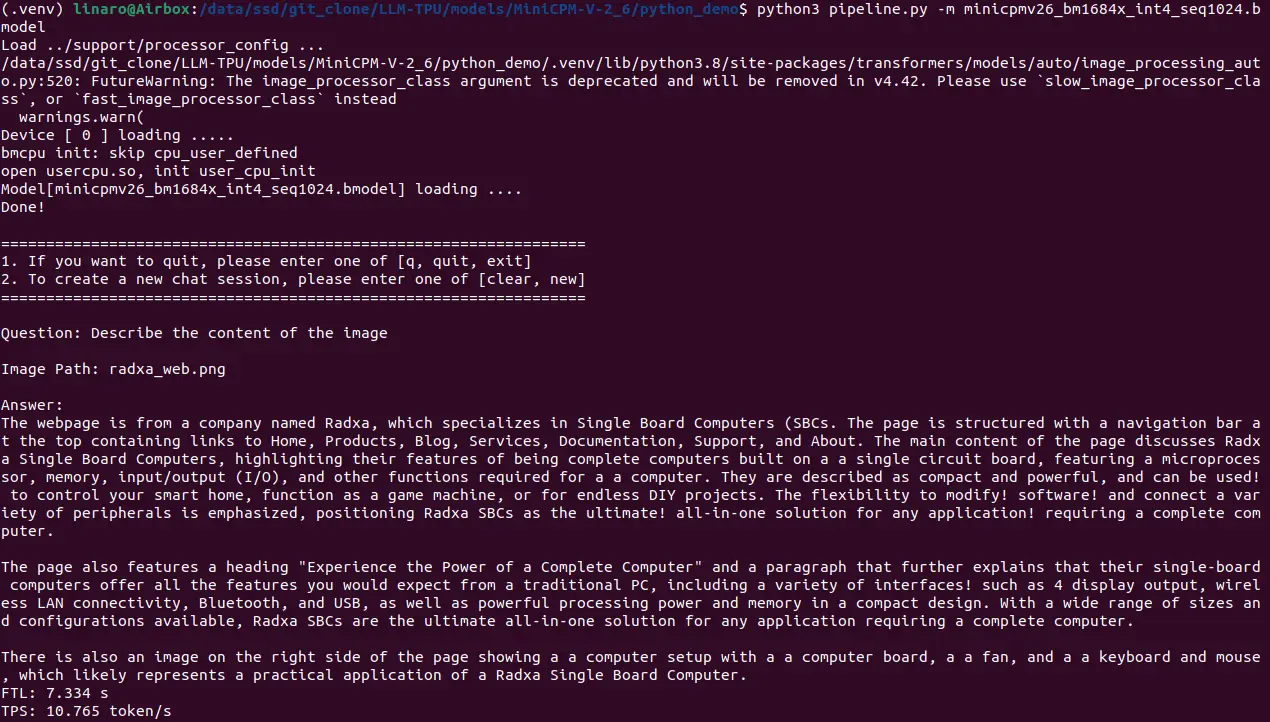 (.venv) linaro@Airbox:/data/ssd/git_clone/LLM-TPU/models/MiniCPM-V-2_6/python_demo$ python3 pipeline.py -m minicpmv26_bm1684x_int4_seq1024.b
model
Load ../support/processor_config ...
/data/ssd/git_clone/LLM-TPU/models/MiniCPM-V-2_6/python_demo/.venv/lib/python3.8/site-packages/transformers/models/auto/image_processing_aut
o.py:520: FutureWarning: The image_processor_class argument is deprecated and will be removed in v4.42. Please use `slow_image_processor_cla
ss`, or `fast_image_processor_class` instead
  warnings.warn(
Device [ 0 ] loading .....
bmcpu init: skip cpu_user_defined
open usercpu.so, init user_cpu_init
Model[minicpmv26_bm1684x_int4_seq1024.bmodel] loading ....
Done!
=================================================================
1. If you want to quit, please enter one of [q, quit, exit]
2. To create a new chat session, please enter one of [clear, new]
=================================================================
Question: Describe the content of the image
Image Path: radxa_web.png
Answer:
The webpage is from a company named Radxa, which specializes in Single Board Computers (SBCs. The page is structured with a navigation bar a
t the top containing links to Home, Products, Blog, Services, Documentation, Support, and About. The main content of the page discusses Radx
a Single Board Computers, highlighting their features of being complete computers built on a a single circuit board, featuring a microproces
sor, memory, input/output (I/O), and other functions required for a a computer. They are described as compact and powerful, and can be used!
 to control your smart home, function as a game machine, or for endless DIY projects. The flexibility to modify! software! and connect a var
iety of peripherals is emphasized, positioning Radxa SBCs as the ultimate! all-in-one solution for any application! requiring a complete com
puter.
The page also features a heading "Experience the Power of a Complete Computer" and a paragraph that further explains that their single-board
 computers offer all the features you would expect from a traditional PC, including a variety of interfaces! such as 4 display output, wirel
ess LAN connectivity, Bluetooth, and USB, as well as powerful processing power and memory in a compact design. With a wide range of sizes an
d configurations available, Radxa SBCs are the ultimate all-in-one solution for any application requiring a complete computer.
There is also an image on the right side of the page showing a a computer setup with a a computer board, a a fan, and a a keyboard and mouse
, which likely represents a practical application of a Radxa Single Board Computer.
FTL: 7.334 s
TPS: 10.765 token/s